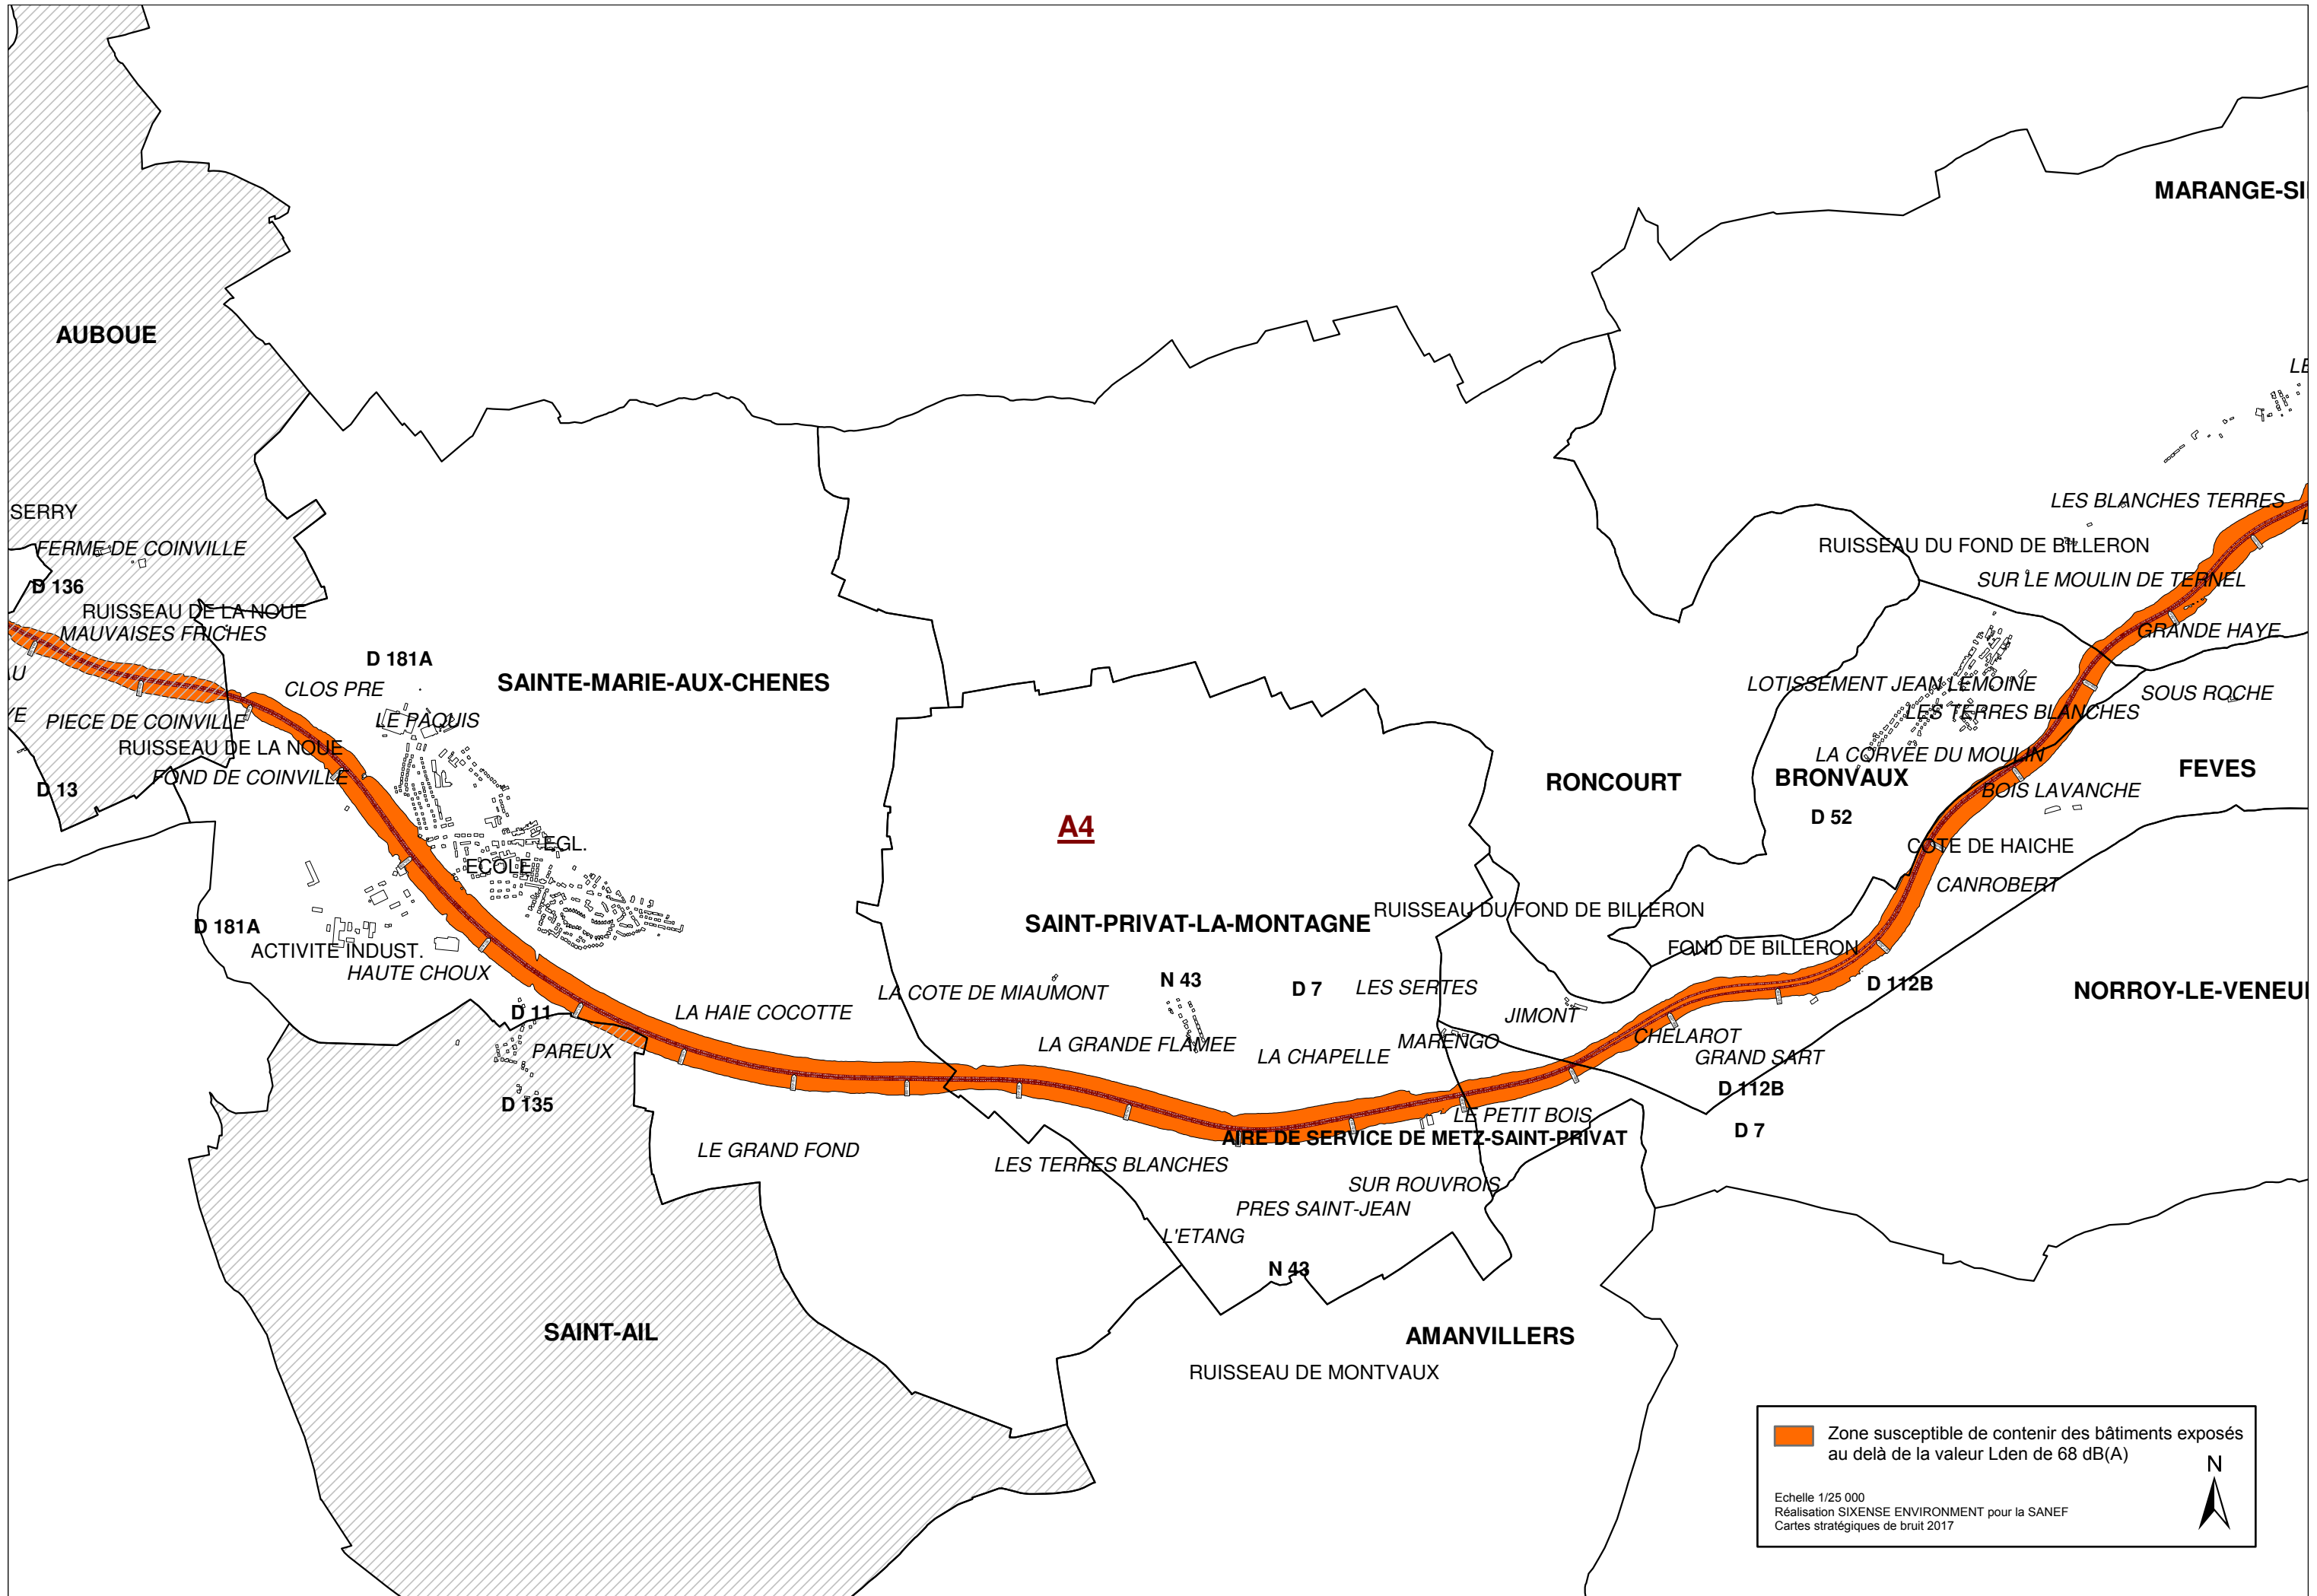 MARANGE-SI
AUBOUE
LE
SERRY
LES BLANCHES TERRES
FERME DE COINVILLE
RUISSEAU DU FOND DE BILLERON
D 136
SUR LE MOULIN DE TERNEL
RUISSEAU DE LA NOUE
MAUVAISES FRICHES
GRANDE HAYE
D 181A
CLOS PRE
SAINTE-MARIE-AUX-CHENES
LOTISSEMENT JEAN LEMOINE
SOUS ROCHE
PIECE DE COINVILLE
LE PAQUIS
LES TERRES BLANCHES
RUISSEAU DE LA NOUE
LA CORVEE DU MOULIN
FOND DE COINVILLE
RONCOURT
BRONVAUX
FEVES
D 13
BOIS LAVANCHE
A4
D 52
EGL.
COTE DE HAICHE
ECOLE
CANROBERT
D 181A
SAINT-PRIVAT-LA-MONTAGNE
RUISSEAU DU FOND DE BILLERON
ACTIVITE INDUST.
FOND DE BILLERON
HAUTE CHOUX
N 43
D 7
LES SERTES
D 112B
LA COTE DE MIAUMONT
NORROY-LE-VENEU
D 11
LA HAIE COCOTTE
JIMONT
PAREUX
LA GRANDE FLAMEE
LA CHAPELLE
MARENGO
CHELAROT
GRAND SART
D 135
D 112B
LE PETIT BOIS
AIRE DE SERVICE DE METZ-SAINT-PRIVAT
D 7
LE GRAND FOND
LES TERRES BLANCHES
SUR ROUVROIS
PRES SAINT-JEAN
L'ETANG
N 43
SAINT-AIL
AMANVILLERS
RUISSEAU DE MONTVAUX
Zone susceptible de contenir des bâtiments exposés
au delà de la valeur Lden de 68 dB(A)
N
Echelle 1/25 000
Réalisation SIXENSE ENVIRONMENT pour la SANEF
Cartes stratégiques de bruit 2017